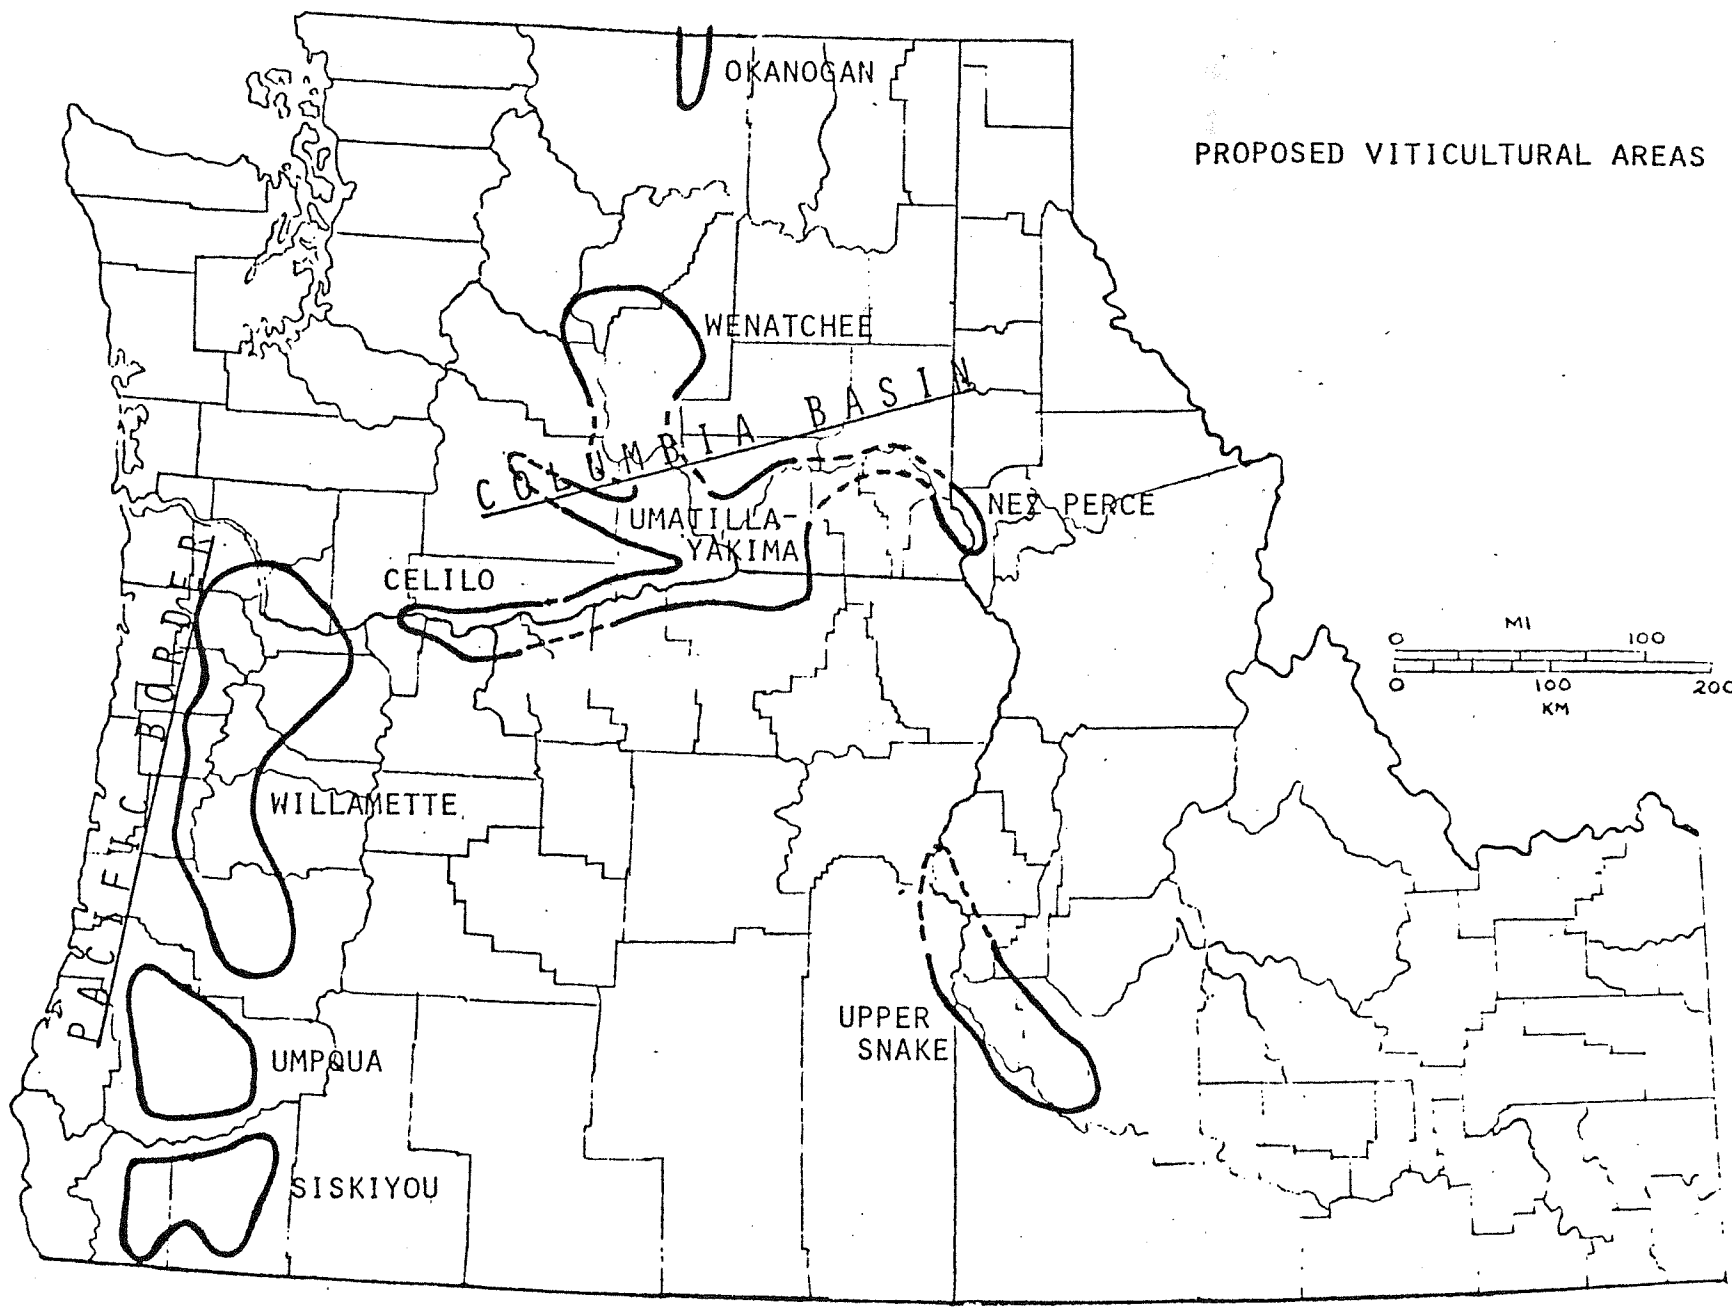 OKANOGAN
PROPOSED VITICULTURAL AREAS
WENATCHEE
COLUMBIA BASIN
NEZ PERCE
UMATILLA-
YAKIMA
CELILO
PACIFIC BORDER
MI
0 100
0 100 200
KM
WILLAMETTE
UPPER
SNAKE
UMPQUA
SISKIYOU